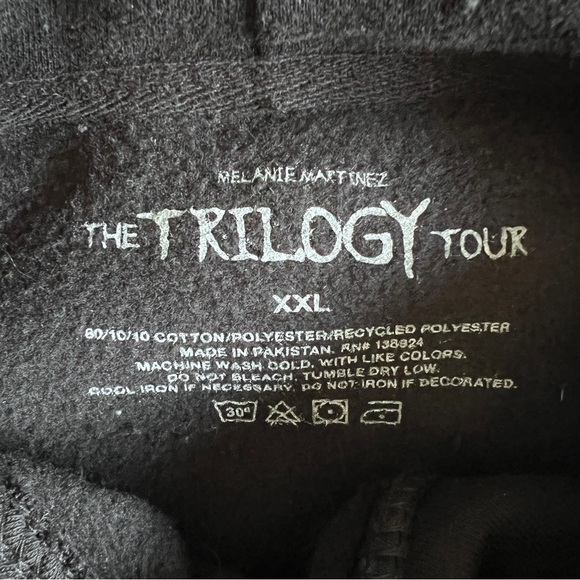 MELANIE MARTINEZ
THE TRILOGY TOUR
XXL
80/10/10 COTTON/POLYESTER/RECYCLED POLYESTER
MADE IN PAKISTAN. RN# 138824
MACHINE WASH COLD, WITH LIKE COLORS.
DO NOT BLEACH. TUMBLE DRY LOW.
COOL IRON IF NECESSARY. DO NOT IRON IF DECORATED.
30°